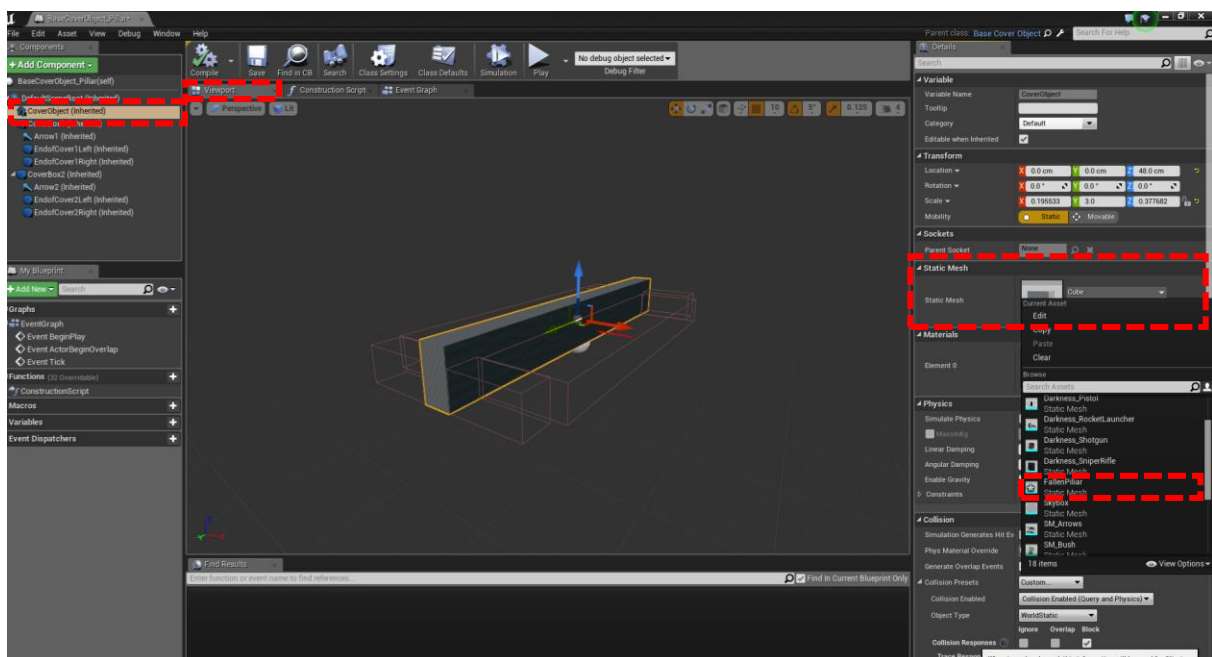 BaseCoverObject_Pillar
File Edit Asset View Debug Window Help
Parent class: Base Cover Object
Search For Help
Components
+Add Component
BaseCoverObject_Pillar(self)
CoverObject (Inherited)
Arrow1 (Inherited)
EndofCover1Left (Inherited)
EndofCover1Right (Inherited)
CoverBox2 (Inherited)
Arrow2 (Inherited)
EndofCover2Left (Inherited)
EndofCover2Right (Inherited)
My Blueprint
+Add New
Search
Graphs
EventGraph
Event BeginPlay
Event ActorBeginOverlap
Event Tick
Functions (32 Overridable)
ConstructionScript
Macros
Variables
Event Dispatchers
Compile
Save
Find in CB
Search
Class Settings
Class Defaults
Simulation
Play
No debug object selected
Debug Filter
Viewport
Construction Script
Event Graph
Perspective
Lit
10
5°
0.125
4
Find Results
Enter function or event name to find references...
Find In Current Blueprint Only
Details
Search
Variable
Variable Name CoverObject
Tooltip
Category Default
Editable when Inherited
Transform
Location X 0.0 cm Y 0.0 cm Z 48.0 cm
Rotation X 0.0° Y 0.0° Z 0.0°
Scale X 0.195533 Y 3.0 Z 0.377682
Mobility Static Movable
Sockets
Parent Socket None
Static Mesh
Static Mesh Cube
Current Asset
Edit
Copy
Paste
Clear
Browse
Search Assets
Darkness_Pistol
Static Mesh
Darkness_RocketLauncher
Static Mesh
Darkness_Shotgun
Static Mesh
Darkness_SniperRifle
Static Mesh
FallenPillar
Static Mesh
Skybox
Static Mesh
SM_Arrows
Static Mesh
SM_Bush
Static Mesh
18 items
View Options
Materials
Element 0
Physics
Simulate Physics
MassInKg
Linear Damping
Angular Damping
Enable Gravity
Constraints
Collision
Simulation Generates Hit Ev
Phys Material Override
Generate Overlap Events
Collision Presets Custom...
Collision Enabled Collision Enabled (Query and Physics)
Object Type WorldStatic
Ignore Overlap Block
Collision Responses